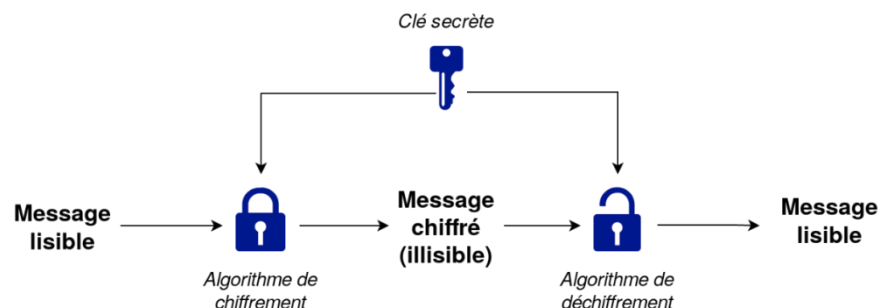 Clé secrète
Message
lisible
Message
chiffré
(illisible)
Message
lisible
Algorithme de
chiffrement
Algorithme de
déchiffrement